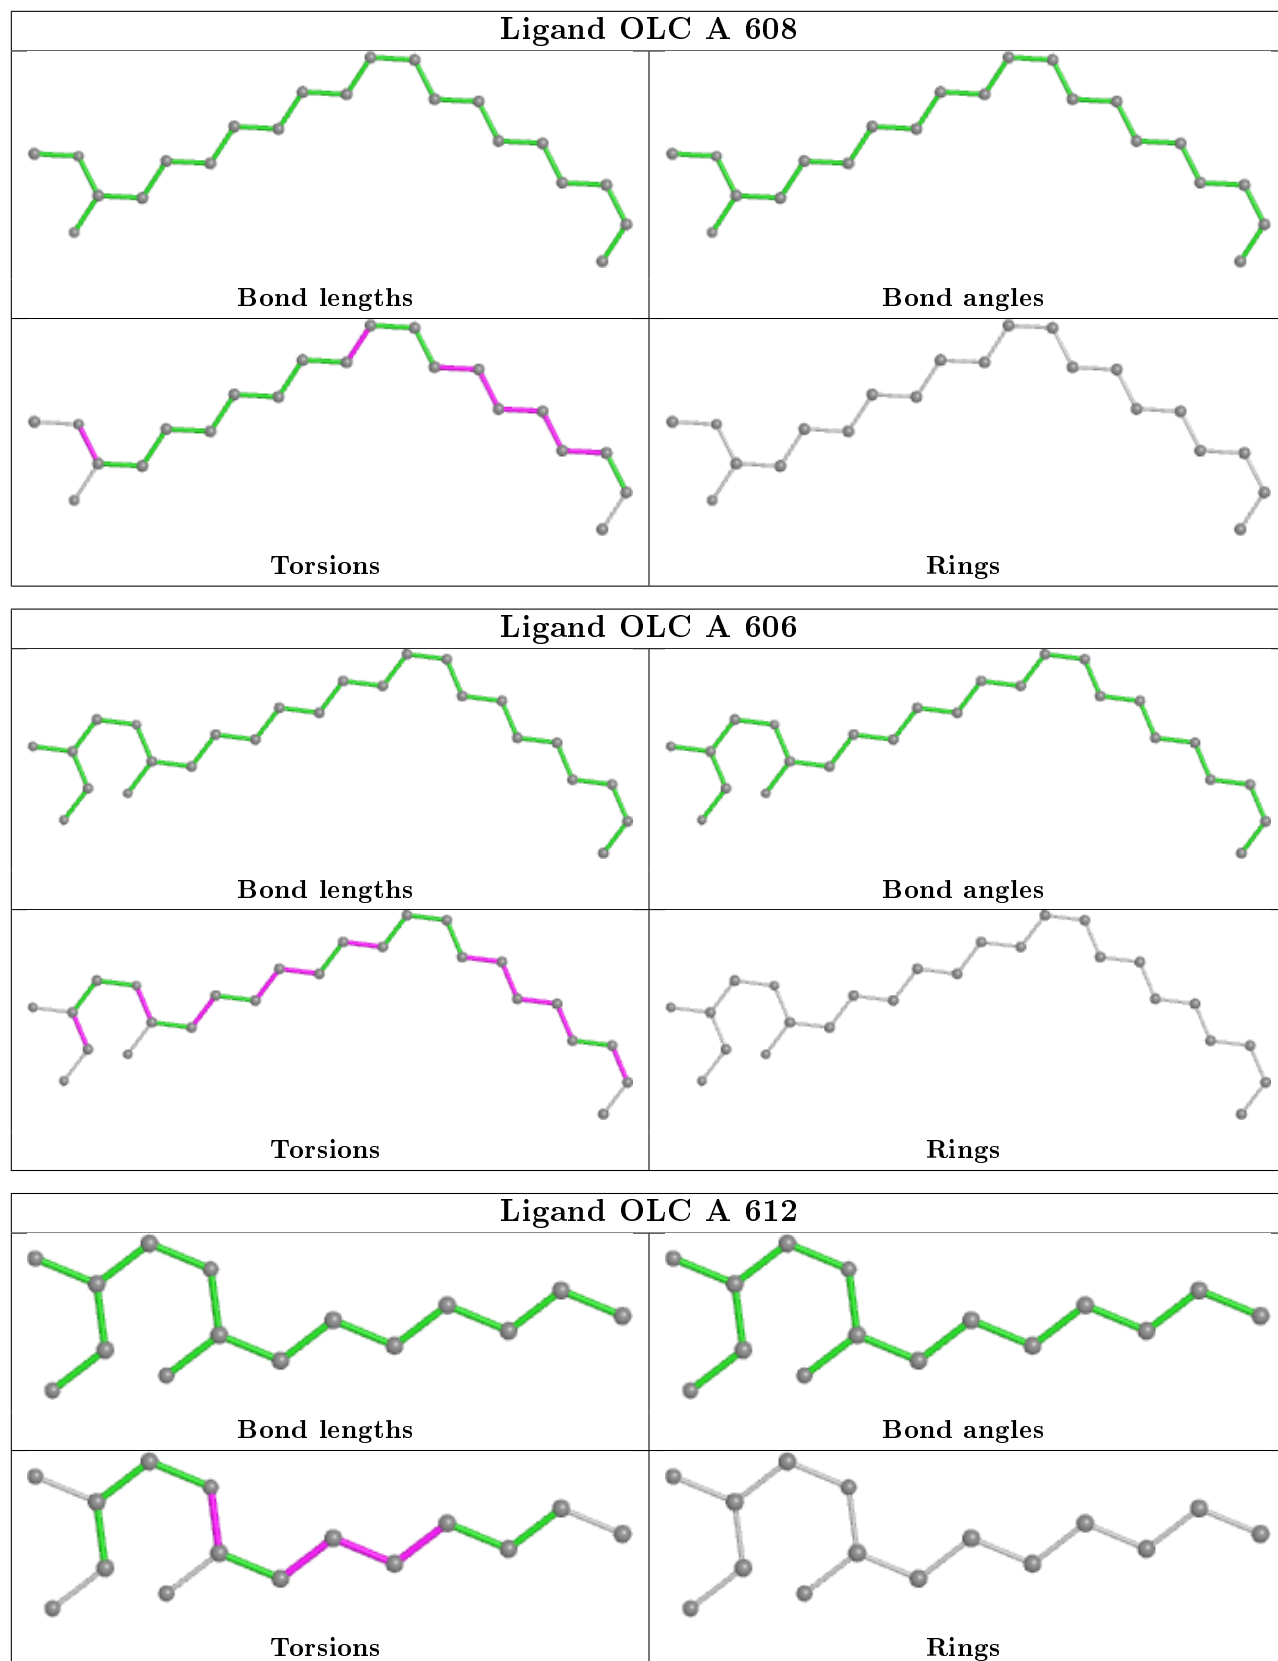 Ligand OLC A 608
Bond lengths
Bond angles
Torsions
Rings
Ligand OLC A 606
Bond lengths
Bond angles
Torsions
Rings
Ligand OLC A 612
Bond lengths
Bond angles
Torsions
Rings